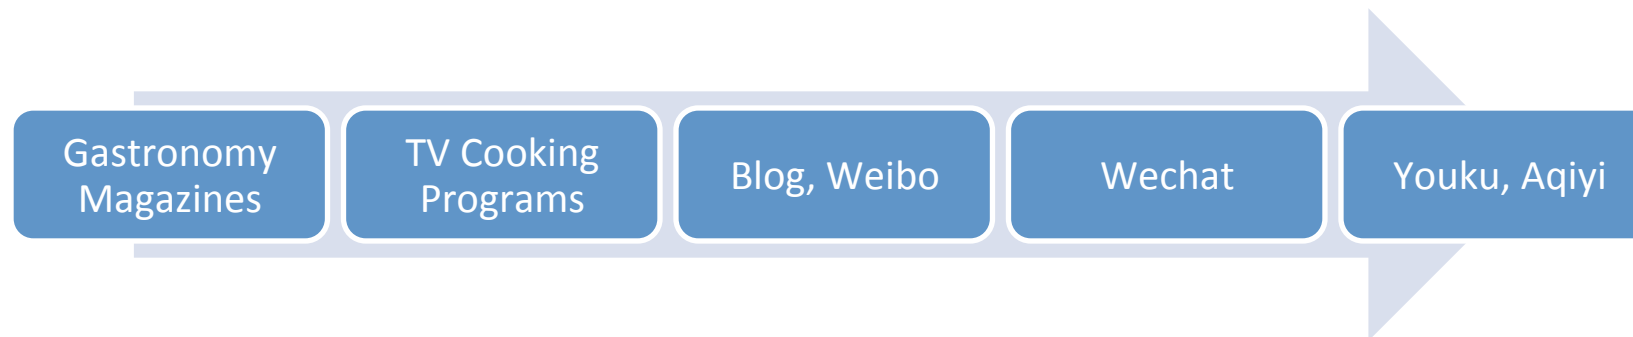 Gastronomy
Magazines
TV Cooking
Programs
Blog, Weibo
Wechat
Youku, Aqiyi